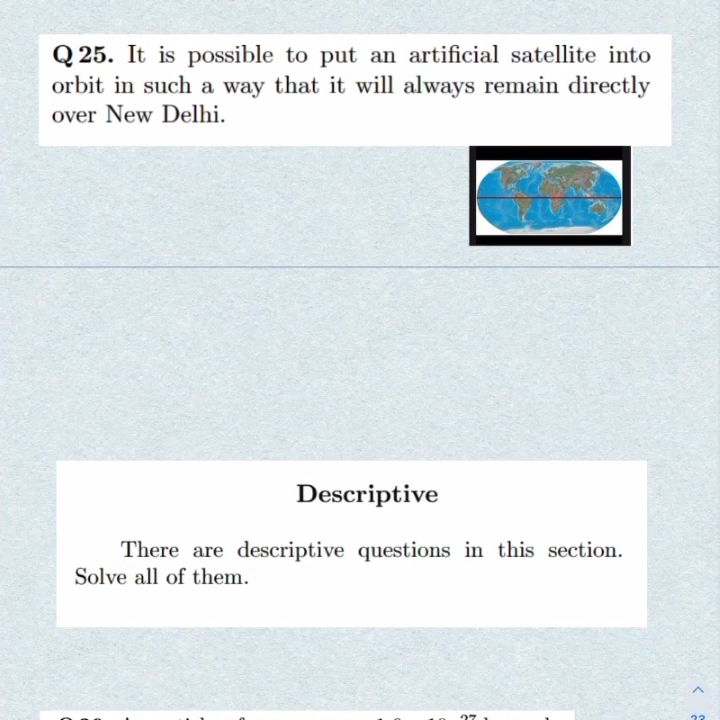 Q 25. It is possible to put an artificial satellite into
orbit in such a way that it will always remain directly
over New Delhi.
Descriptive
There are descriptive questions in this section.
Solve all of them.
23